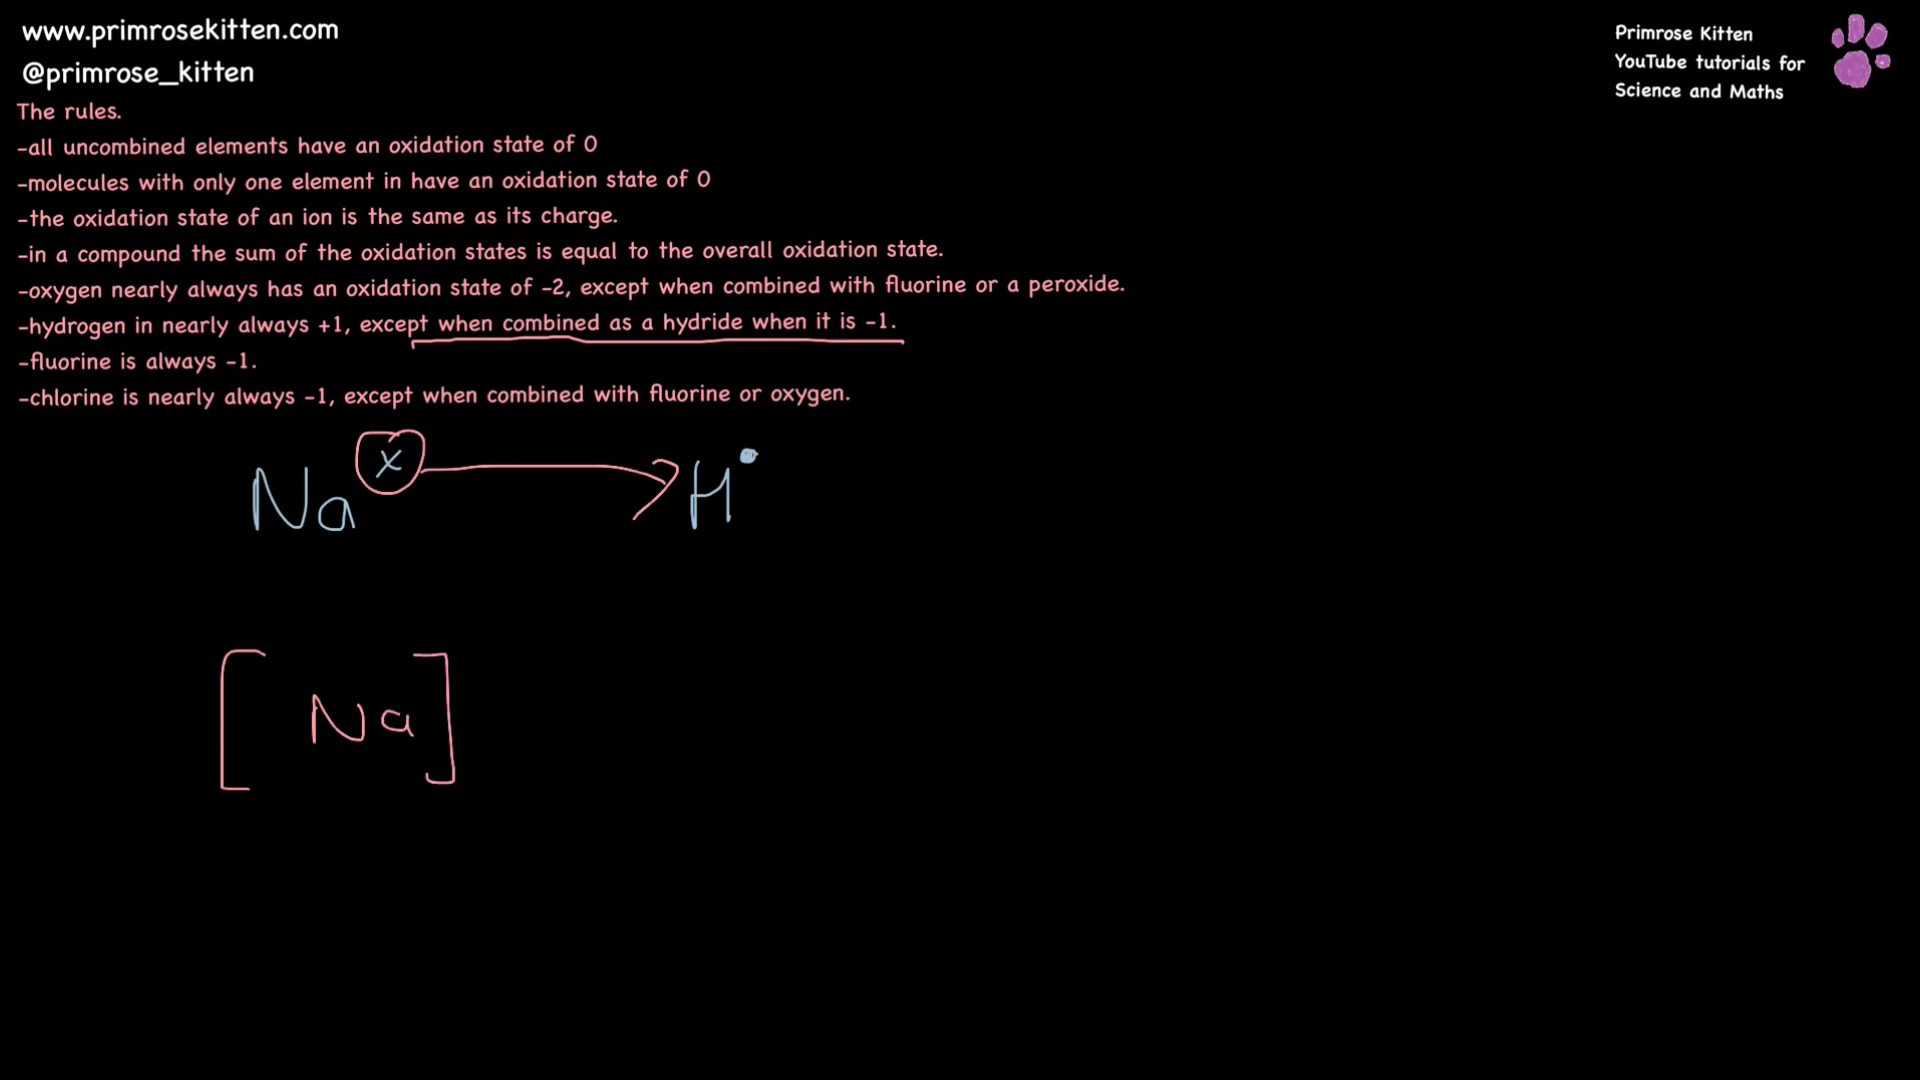 www.primrosekitten.com
@primrose_kitten
Primrose Kitten
YouTube tutorials for
Science and Maths
The rules.
-all uncombined elements have an oxidation state of 0
-molecules with only one element in have an oxidation state of 0
-the oxidation state of an ion is the same as its charge.
-in a compound the sum of the oxidation states is equal to the overall oxidation state.
-oxygen nearly always has an oxidation state of -2, except when combined with fluorine or a peroxide.
-hydrogen in nearly always +1, except when combined as a hydride when it is -1.
-fluorine is always -1.
-chlorine is nearly always -1, except when combined with fluorine or oxygen.
Na x H •
[ Na ]